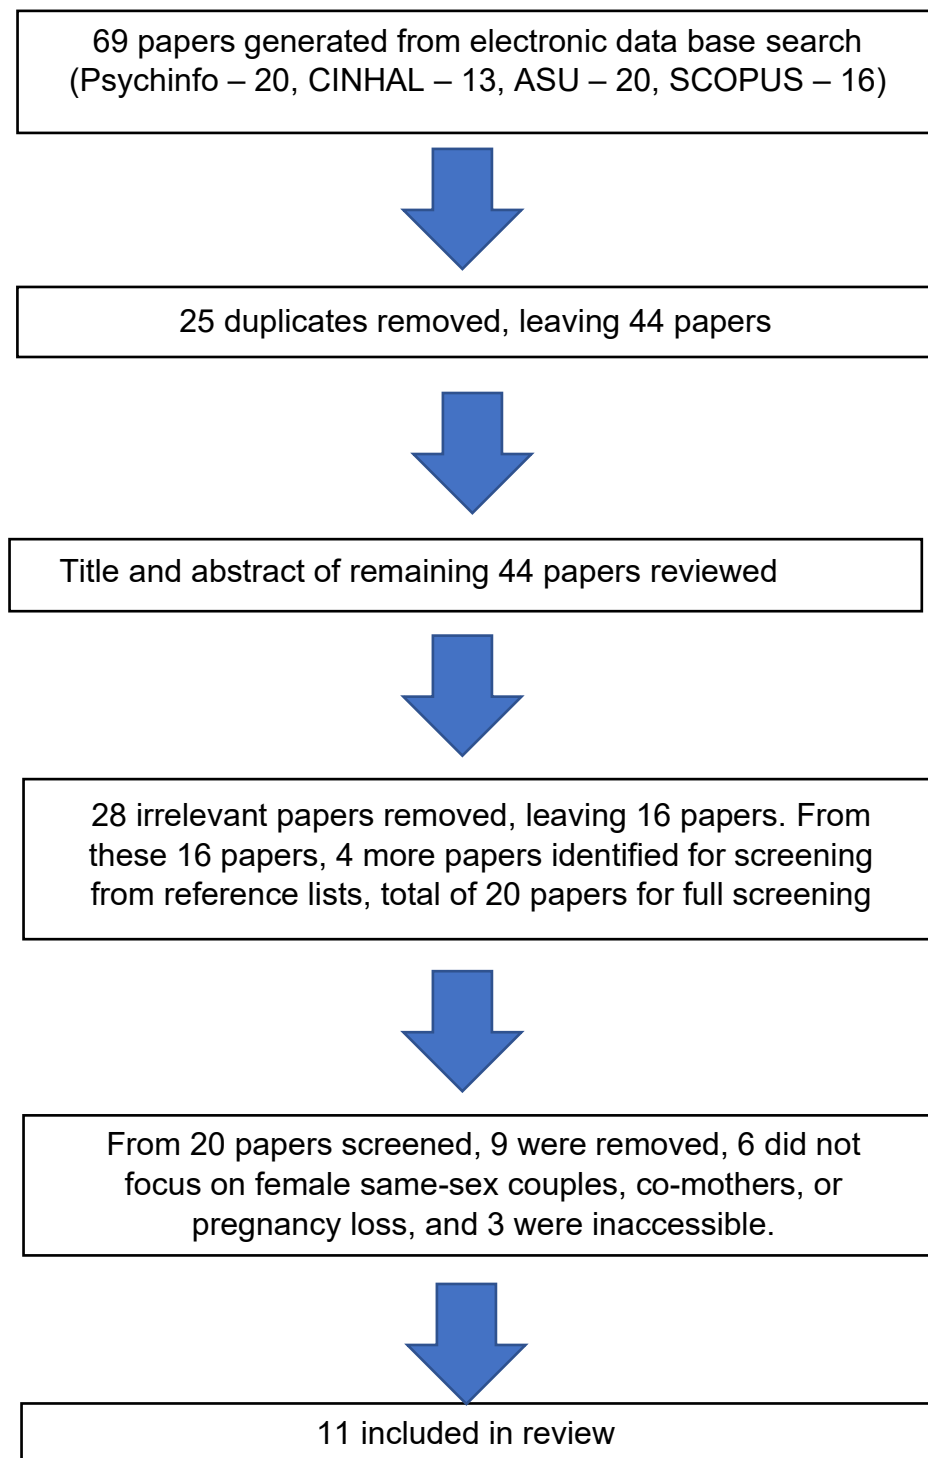 69 papers generated from electronic data base search
(Psychinfo – 20, CINHAL – 13, ASU – 20, SCOPUS – 16)
25 duplicates removed, leaving 44 papers
Title and abstract of remaining 44 papers reviewed
28 irrelevant papers removed, leaving 16 papers. From
these 16 papers, 4 more papers identified for screening
from reference lists, total of 20 papers for full screening
From 20 papers screened, 9 were removed, 6 did not
focus on female same-sex couples, co-mothers, or
pregnancy loss, and 3 were inaccessible.
11 included in review